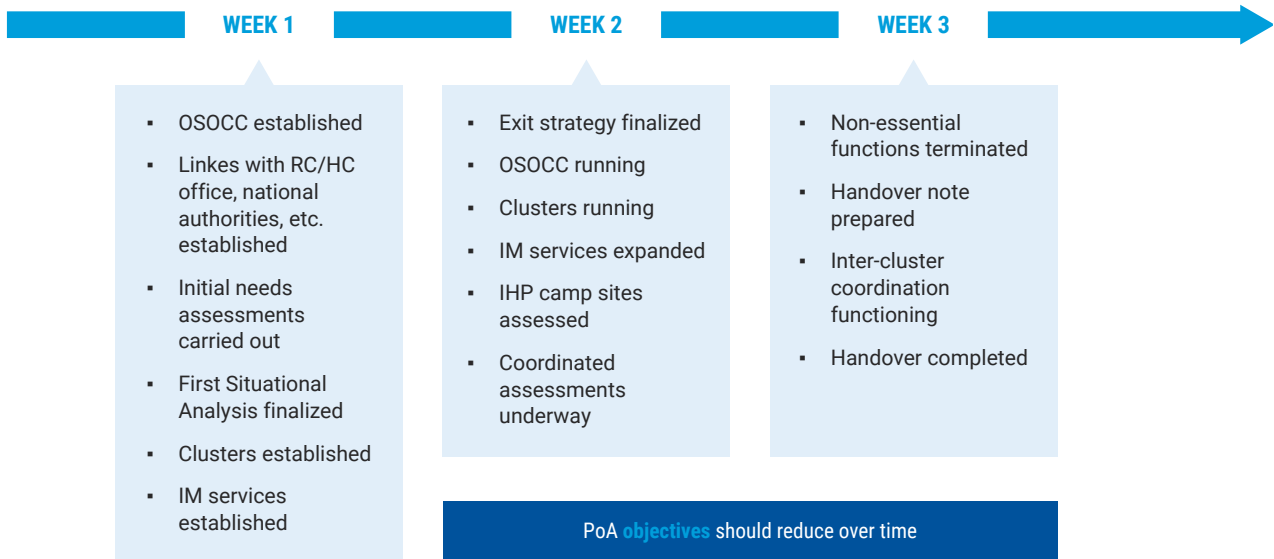 WEEK 1
WEEK 2
WEEK 3
▪ OSOCC established
▪ Linkes with RC/HC
office, national
authorities, etc.
established
▪ Initial needs
assessments
carried out
▪ First Situational
Analysis finalized
▪ Clusters established
▪ IM services
established
▪ Exit strategy finalized
▪ OSOCC running
▪ Clusters running
▪ IM services expanded
▪ IHP camp sites
assessed
▪ Coordinated
assessments
underway
▪ Non-essential
functions terminated
▪ Handover note
prepared
▪ Inter-cluster
coordination
functioning
▪ Handover completed
PoA objectives should reduce over time